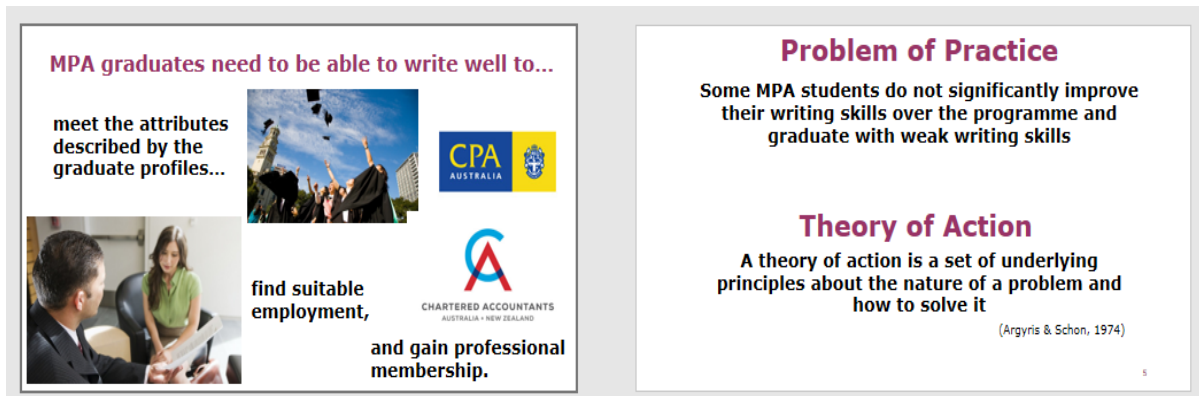 MPA graduates need to be able to write well to...
meet the attributes
described by the
graduate profiles...
CPA
AUSTRALIA
find suitable
employment,
CHARTERED ACCOUNTANTS
AUSTRALIA + NEW ZEALAND
and gain professional
membership.
Problem of Practice
Some MPA students do not significantly improve
their writing skills over the programme and
graduate with weak writing skills
Theory of Action
A theory of action is a set of underlying
principles about the nature of a problem and
how to solve it
(Argyris & Schon, 1974)
5